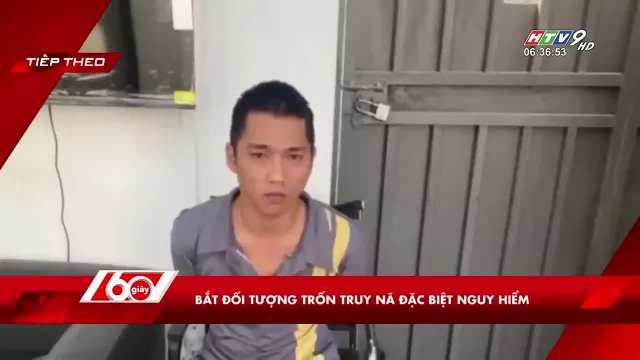 TIẾP THEO
HTV9 HD
06:36:53
60 giây
BẮT ĐỐI TƯỢNG TRỐN TRUY NÃ ĐẶC BIỆT NGUY HIỂM